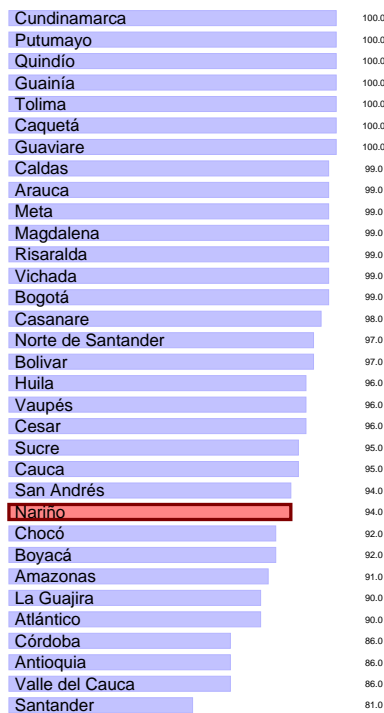 Cundinamarca 100.0
Putumayo 100.0
Quindío 100.0
Guainía 100.0
Tolima 100.0
Caquetá 100.0
Guaviare 100.0
Caldas 99.0
Arauca 99.0
Meta 99.0
Magdalena 99.0
Risaralda 99.0
Vichada 99.0
Bogotá 99.0
Casanare 98.0
Norte de Santander 97.0
Bolivar 97.0
Huila 96.0
Vaupés 96.0
Cesar 96.0
Sucre 95.0
Cauca 95.0
San Andrés 94.0
Nariño 94.0
Chocó 92.0
Boyacá 92.0
Amazonas 91.0
La Guajira 90.0
Atlántico 90.0
Córdoba 86.0
Antioquia 86.0
Valle del Cauca 86.0
Santander 81.0